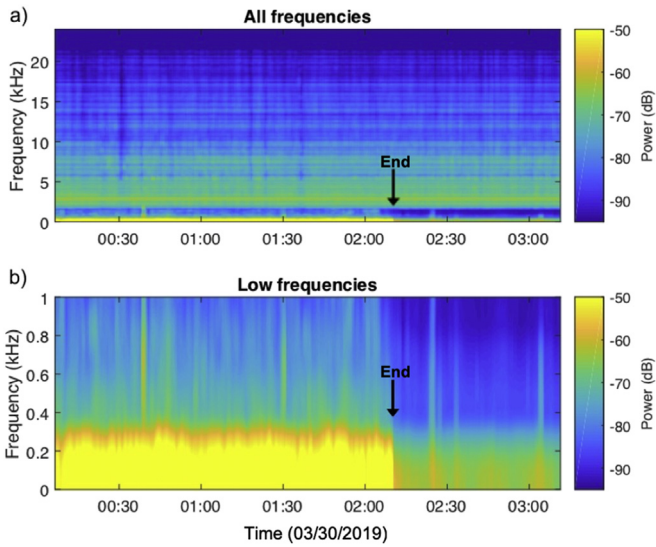 a)
All frequencies
Frequency (kHz)
20
15
10
5
0
End
00:30 01:00 01:30 02:00 02:30 03:00
-50
-60
-70
-80
-90
Power (dB)
b)
Low frequencies
Frequency (kHz)
1
0.8
0.6
0.4
0.2
0
End
00:30 01:00 01:30 02:00 02:30 03:00
-50
-60
-70
-80
-90
Power (dB)
Time (03/30/2019)